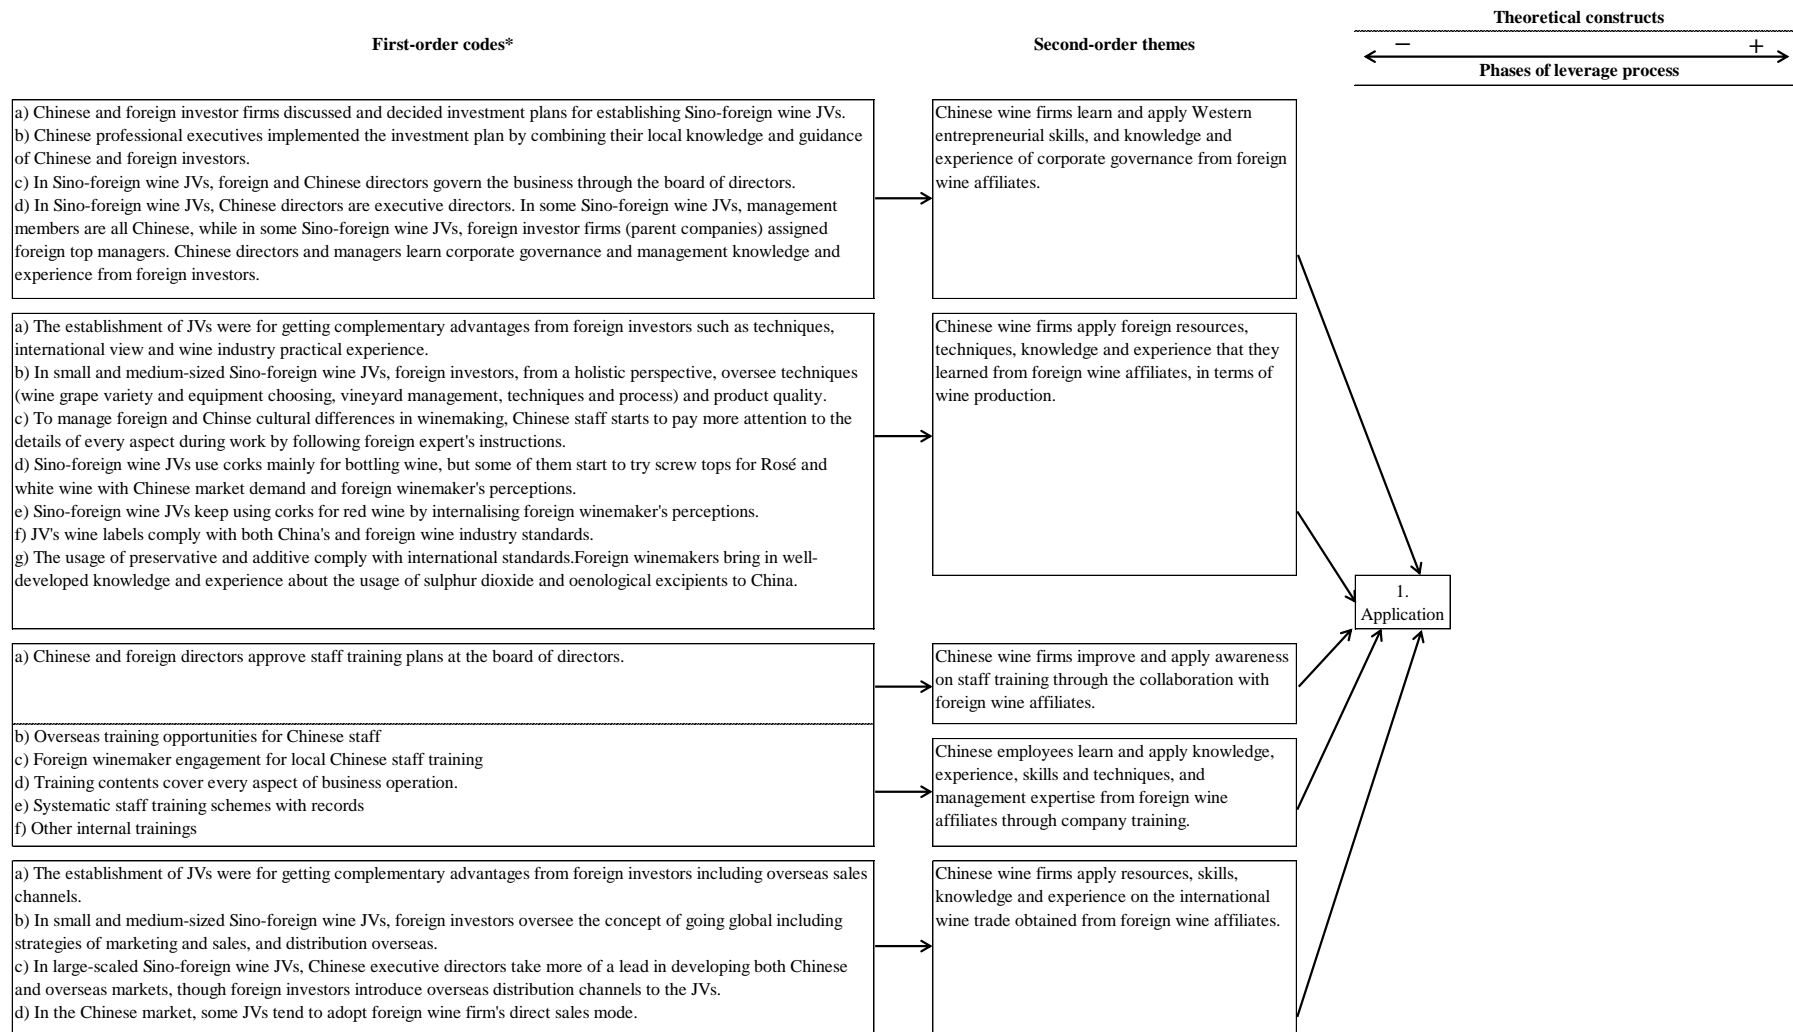 Theoretical constructs
First-order codes*
Second-order themes
− +
Phases of leverage process
a) Chinese and foreign investor firms discussed and decided investment plans for establishing Sino-foreign wine JVs.
b) Chinese professional executives implemented the investment plan by combining their local knowledge and guidance
of Chinese and foreign investors.
c) In Sino-foreign wine JVs, foreign and Chinese directors govern the business through the board of directors.
d) In Sino-foreign wine JVs, Chinese directors are executive directors. In some Sino-foreign wine JVs, management
members are all Chinese, while in some Sino-foreign wine JVs, foreign investor firms (parent companies) assigned
foreign top managers. Chinese directors and managers learn corporate governance and management knowledge and
experience from foreign investors.
Chinese wine firms learn and apply Western
entrepreneurial skills, and knowledge and
experience of corporate governance from foreign
wine affiliates.
a) The establishment of JVs were for getting complementary advantages from foreign investors such as techniques,
international view and wine industry practical experience.
b) In small and medium-sized Sino-foreign wine JVs, foreign investors, from a holistic perspective, oversee techniques
(wine grape variety and equipment choosing, vineyard management, techniques and process) and product quality.
c) To manage foreign and Chinse cultural differences in winemaking, Chinese staff starts to pay more attention to the
details of every aspect during work by following foreign expert's instructions.
d) Sino-foreign wine JVs use corks mainly for bottling wine, but some of them start to try screw tops for Rosé and
white wine with Chinese market demand and foreign winemaker's perceptions.
e) Sino-foreign wine JVs keep using corks for red wine by internalising foreign winemaker's perceptions.
f) JV's wine labels comply with both China's and foreign wine industry standards.
g) The usage of preservative and additive comply with international standards.Foreign winemakers bring in well-
developed knowledge and experience about the usage of sulphur dioxide and oenological excipients to China.
Chinese wine firms apply foreign resources,
techniques, knowledge and experience that they
learned from foreign wine affiliates, in terms of
wine production.
1.
Application
a) Chinese and foreign directors approve staff training plans at the board of directors.
Chinese wine firms improve and apply awareness
on staff training through the collaboration with
foreign wine affiliates.
b) Overseas training opportunities for Chinese staff
c) Foreign winemaker engagement for local Chinese staff training
d) Training contents cover every aspect of business operation.
e) Systematic staff training schemes with records
f) Other internal trainings
Chinese employees learn and apply knowledge,
experience, skills and techniques, and
management expertise from foreign wine
affiliates through company training.
a) The establishment of JVs were for getting complementary advantages from foreign investors including overseas sales
channels.
b) In small and medium-sized Sino-foreign wine JVs, foreign investors oversee the concept of going global including
strategies of marketing and sales, and distribution overseas.
c) In large-scaled Sino-foreign wine JVs, Chinese executive directors take more of a lead in developing both Chinese
and overseas markets, though foreign investors introduce overseas distribution channels to the JVs.
d) In the Chinese market, some JVs tend to adopt foreign wine firm's direct sales mode.
Chinese wine firms apply resources, skills,
knowledge and experience on the international
wine trade obtained from foreign wine affiliates.